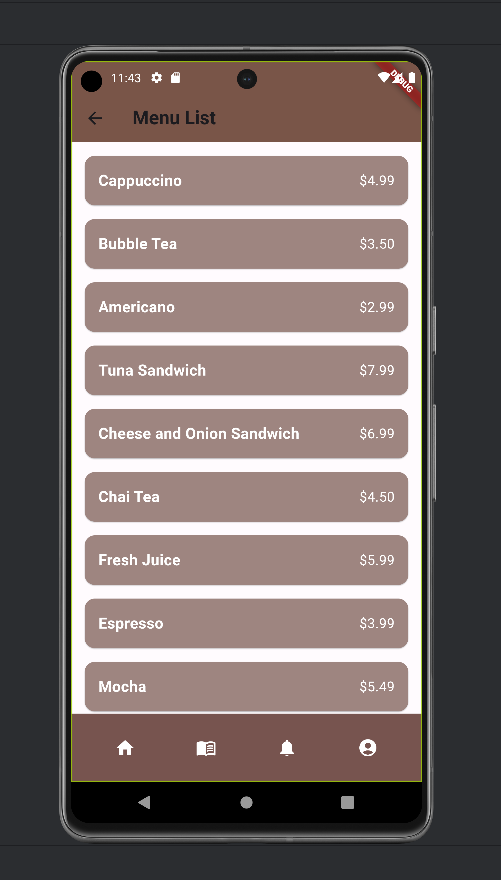 11:43
DEBUG
Menu List
Cappuccino $4.99
Bubble Tea $3.50
Americano $2.99
Tuna Sandwich $7.99
Cheese and Onion Sandwich $6.99
Chai Tea $4.50
Fresh Juice $5.99
Espresso $3.99
Mocha $5.49